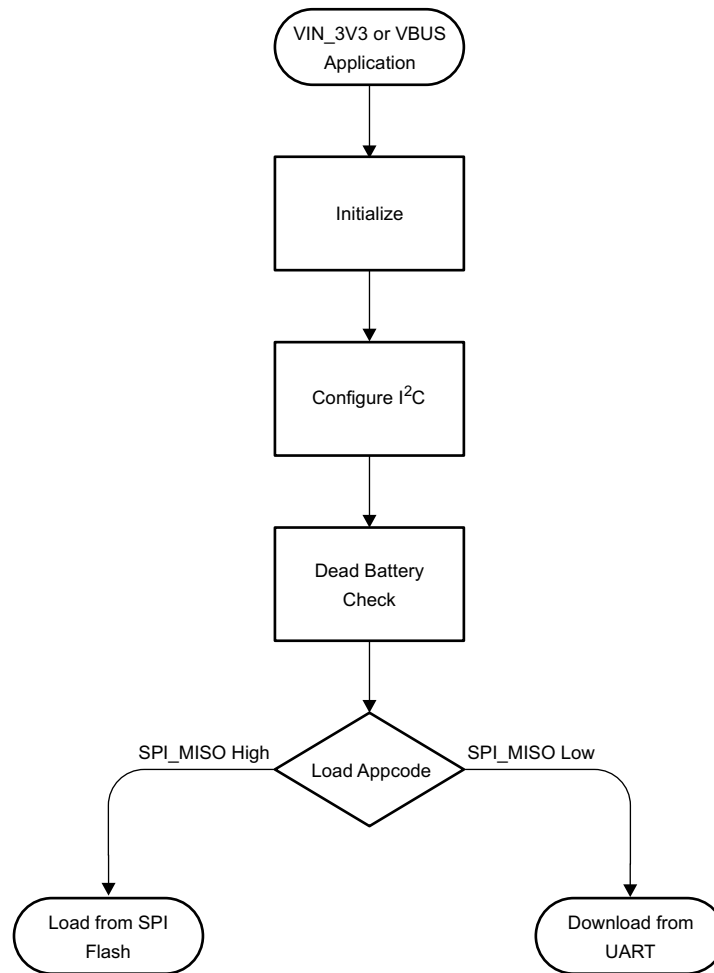 VIN_3V3 or VBUS
Application
Initialize
Configure I²C
Dead Battery
Check
SPI_MISO High
Load Appcode
SPI_MISO Low
Load from SPI
Flash
Download from
UART